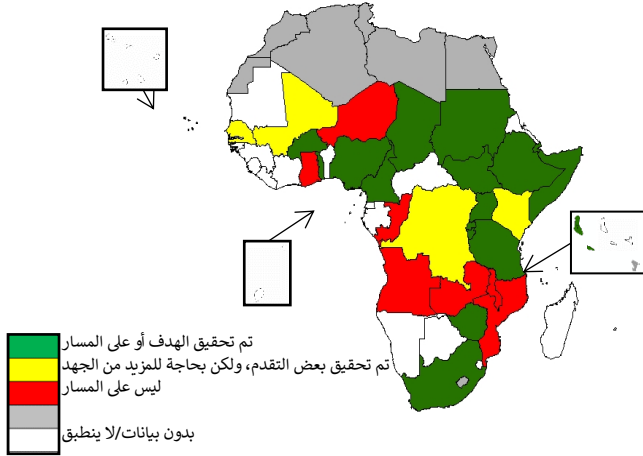 تم تحقيق الهدف أو على المسار
تم تحقيق بعض التقدم، ولكن بحاجة للمزيد من الجهد
ليس على المسار
بدون بيانات/لا ينطبق